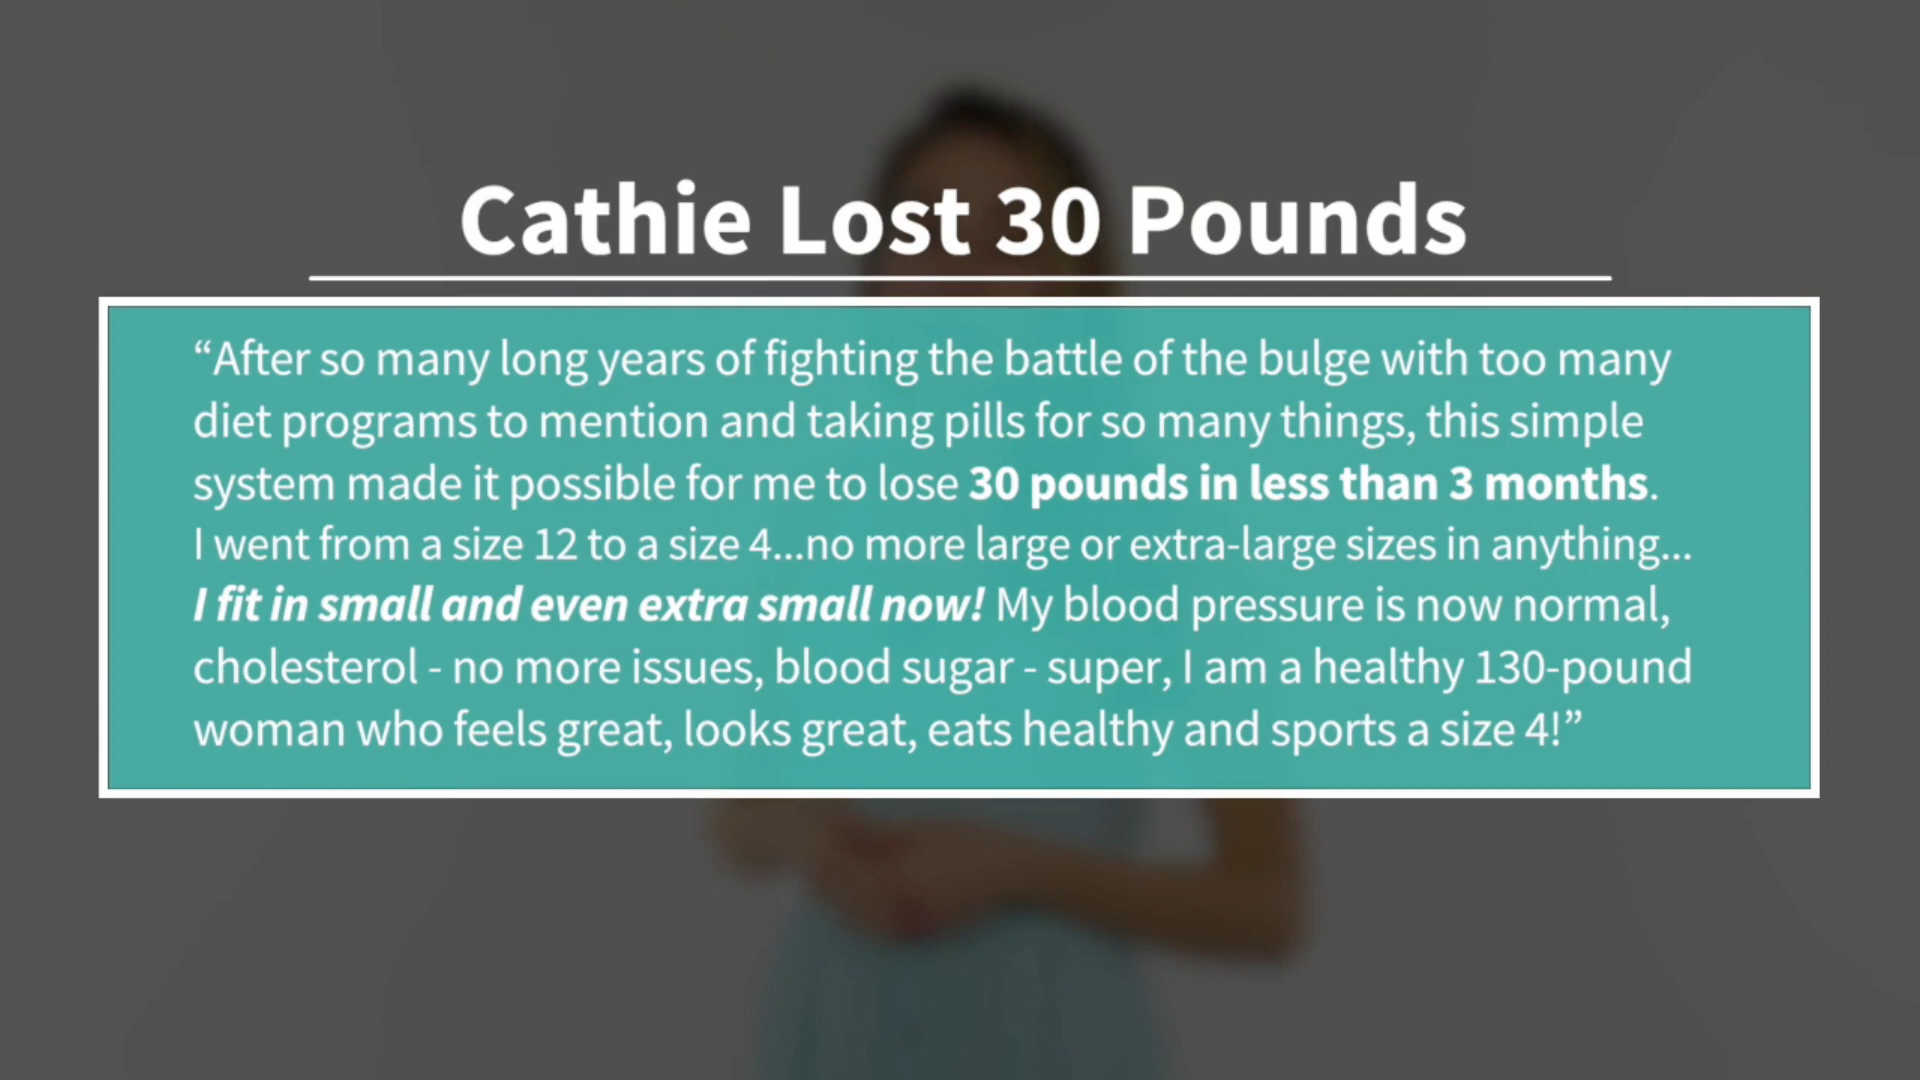 Cathie Lost 30 Pounds
“After so many long years of fighting the battle of the bulge with too many
diet programs to mention and taking pills for so many things, this simple
system made it possible for me to lose 30 pounds in less than 3 months.
I went from a size 12 to a size 4...no more large or extra-large sizes in anything...
I fit in small and even extra small now! My blood pressure is now normal,
cholesterol - no more issues, blood sugar - super, I am a healthy 130-pound
woman who feels great, looks great, eats healthy and sports a size 4!”